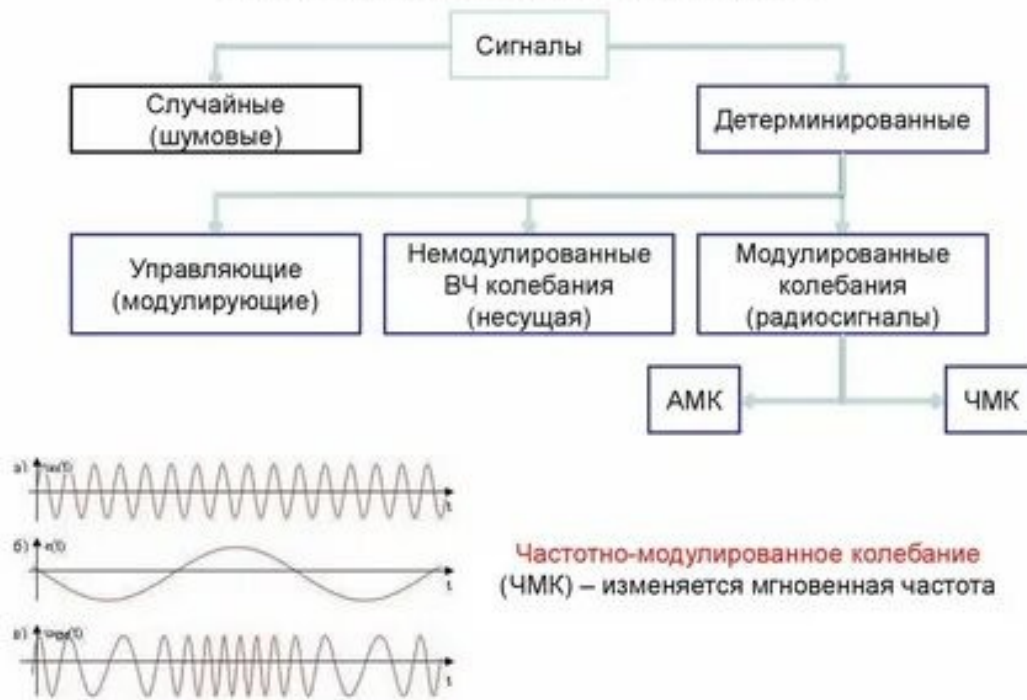 Сигналы
Случайные
(шумовые)
Детерминированные
Управляющие
(модулирующие)
Немодулированные
ВЧ колебания
(несущая)
Модулированные
колебания
(радиосигналы)
АМК
ЧМК
а)
t
б) e(t)
t
в)
t
Частотно-модулированное колебание
(ЧМК) – изменяется мгновенная частота